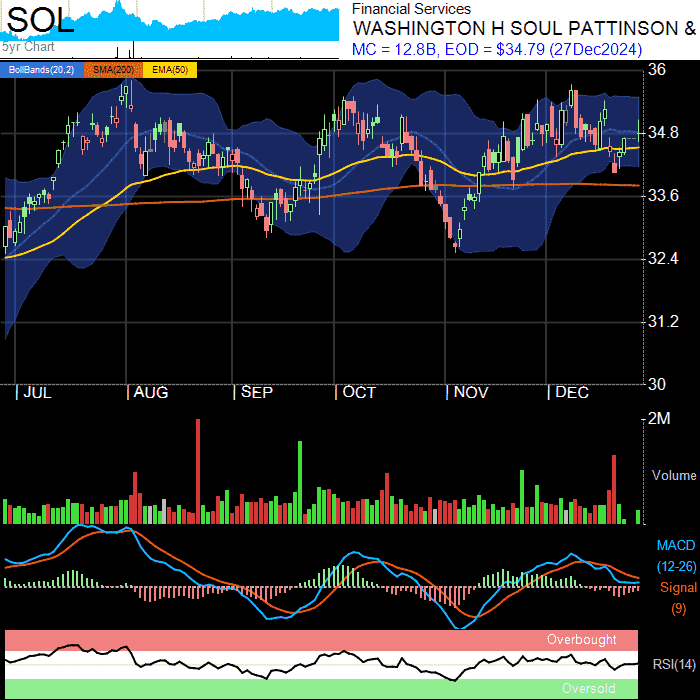 SOL
5yr Chart
Financial Services
WASHINGTON H SOUL PATTINSON &
MC = 12.8B, EOD = $34.79 (27Dec2024)
BollBands(20,2) SMA(200) EMA(50)
36
34.8
33.6
32.4
31.2
30
JUL AUG SEP OCT NOV DEC
2M
Volume
MACD
(12-26)
Signal
(9)
Overbought
RSI(14)
Oversold